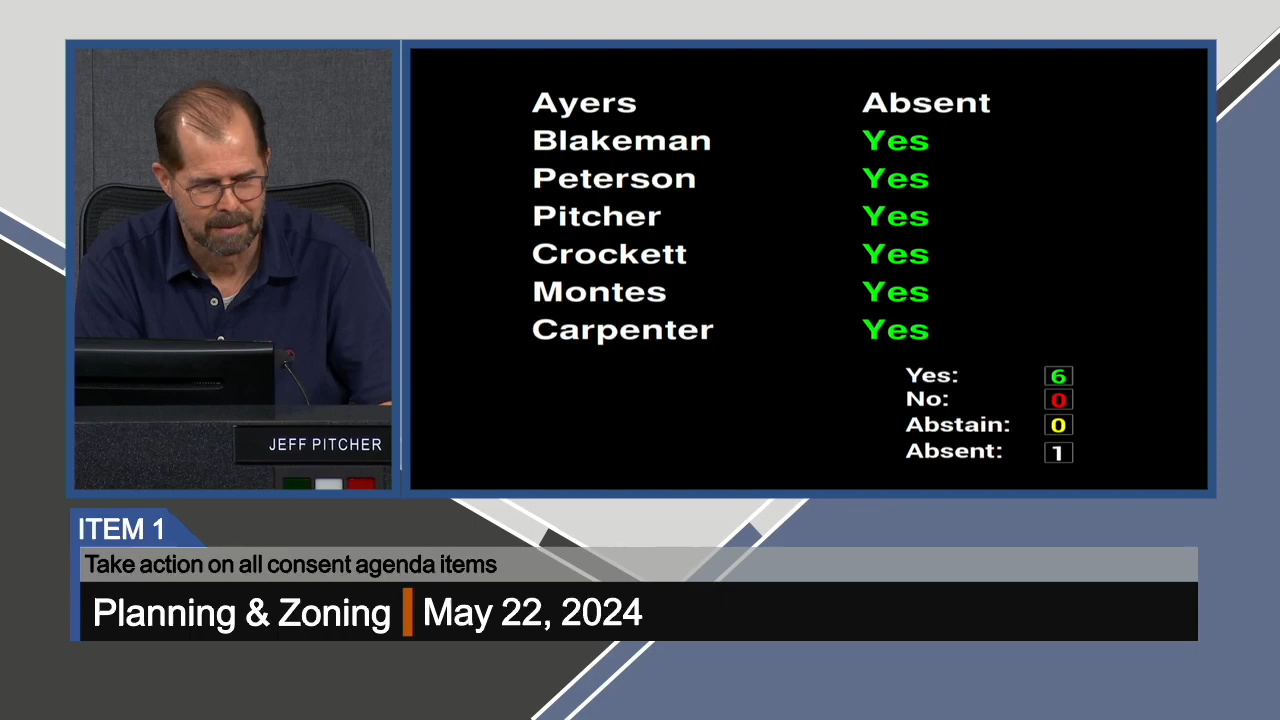 Ayers Absent
Blakeman Yes
Peterson Yes
Pitcher Yes
Crockett Yes
Montes Yes
Carpenter Yes
Yes: 6
No: 0
Abstain: 0
Absent: 1
JEFF PITCHER
ITEM 1
Take action on all consent agenda items
Planning & Zoning May 22, 2024